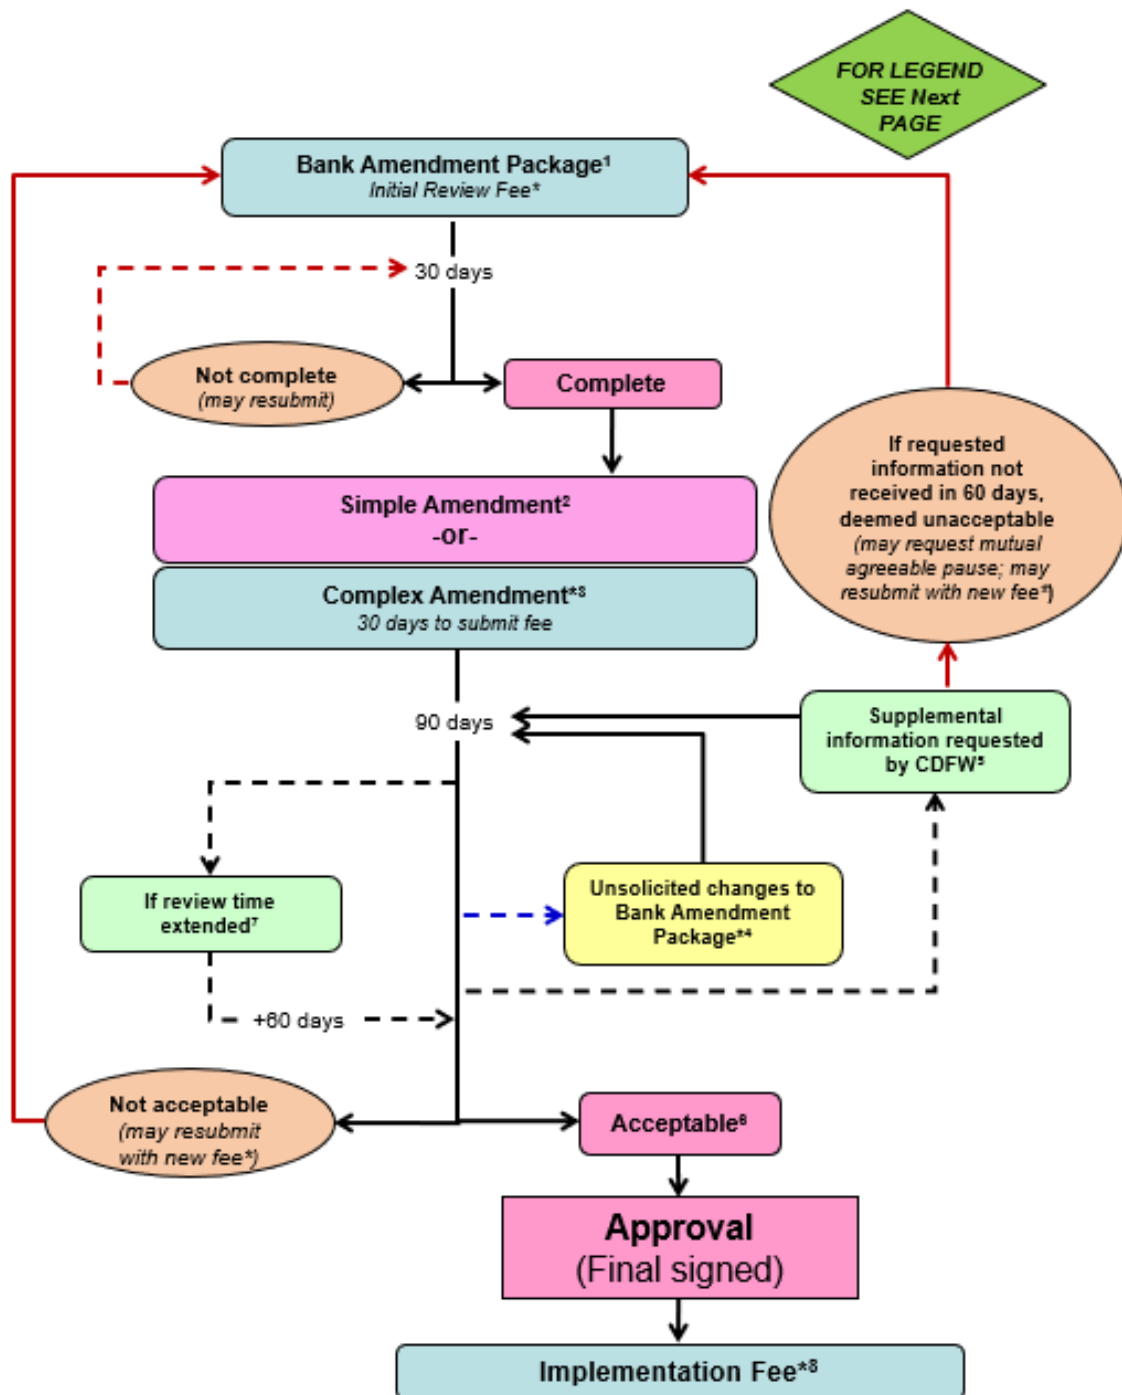 FOR LEGEND
SEE Next
PAGE
Bank Amendment Package¹
Initial Review Fee*
30 days
Not complete
(may resubmit)
Complete
If requested
information not
received in 60 days,
deemed unacceptable
(may request mutual
agreeable pause; may
resubmit with new fee*)
Simple Amendment²
-or-
Complex Amendment*³
30 days to submit fee
90 days
Supplemental
information requested
by CDFW⁵
If review time
extended⁷
Unsolicited changes to
Bank Amendment
Package*⁴
+60 days
Not acceptable
(may resubmit
with new fee*)
Acceptable⁶
Approval
(Final signed)
Implementation Fee*⁸